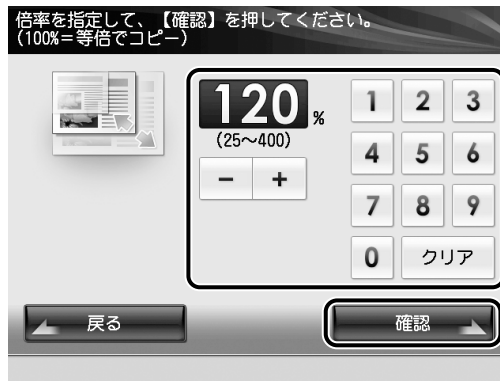 倍率を指定して、【確認】を押してください。
(100%＝等倍でコピー)
120 %
(25～400)
－ ＋
1 2 3
4 5 6
7 8 9
0 クリア
戻る
確認